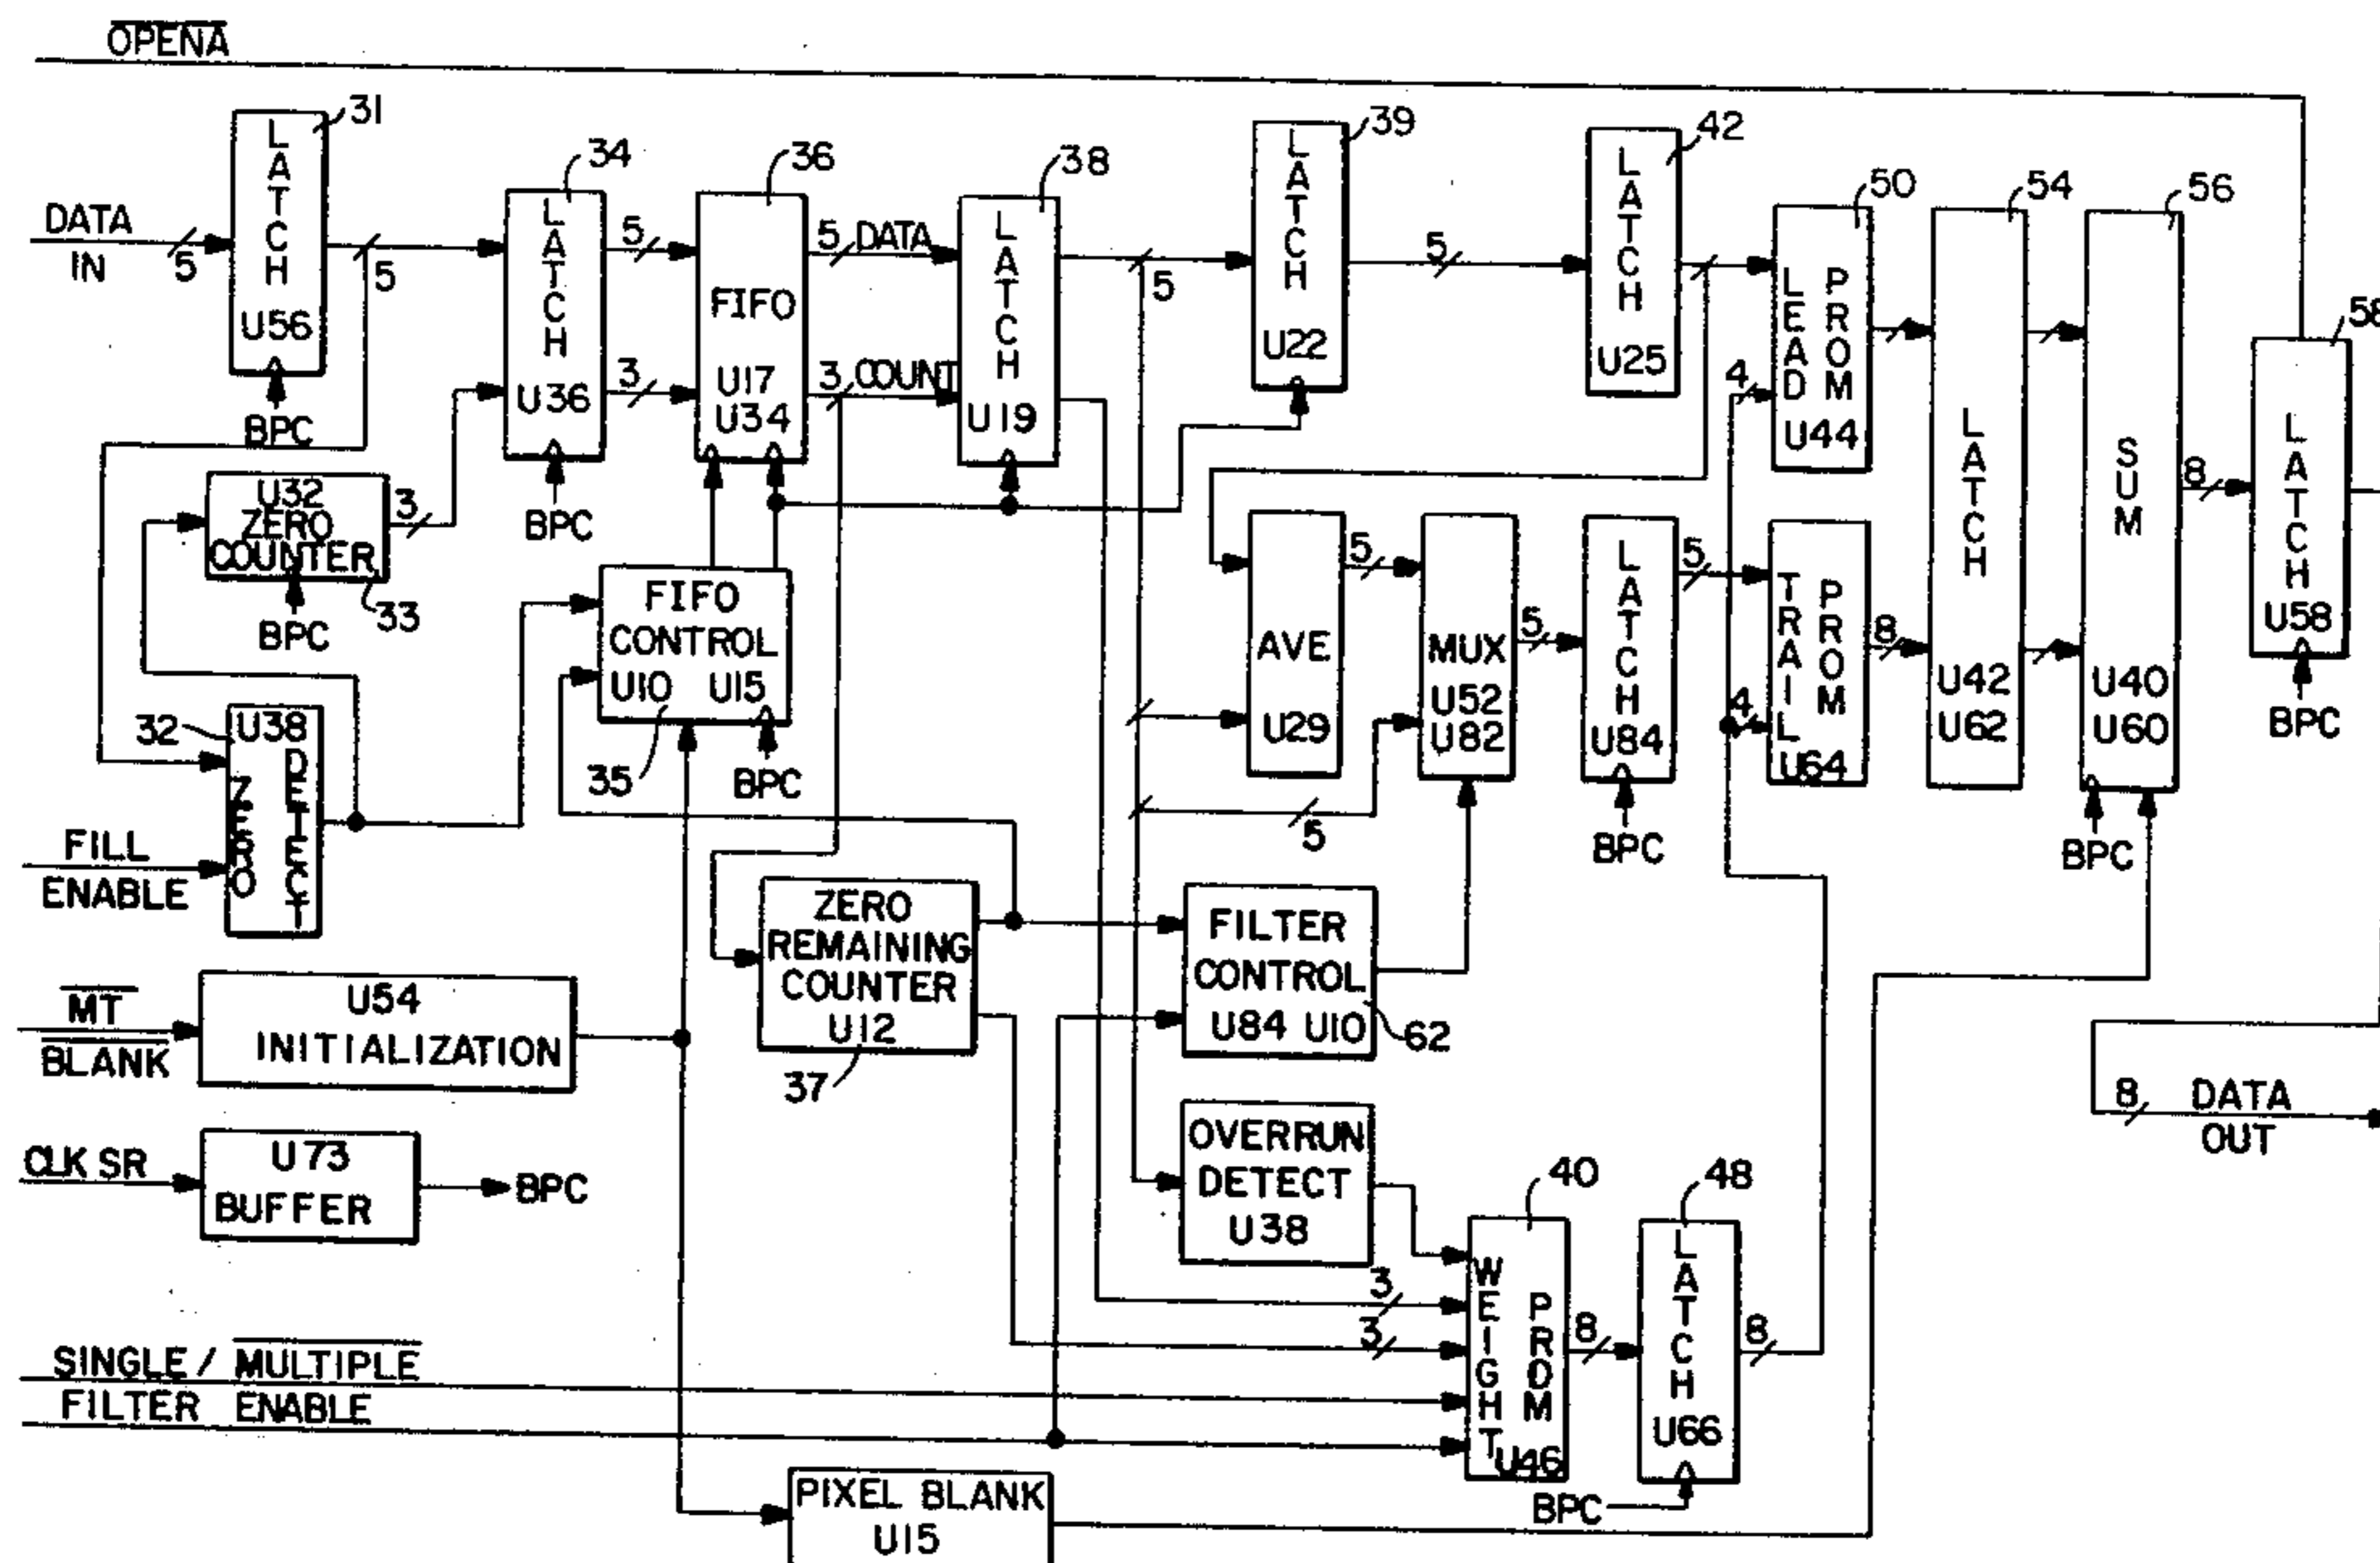 OPENA
DATA
IN
5
LATCH
U56
31
BPC
5
U32
ZERO
COUNTER
33
BPC
3
32
U38
ZERO DETECT
FILL
ENABLE
MT
BLANK
U54
INITIALIZATION
CLK SR
U73
BUFFER
BPC
SINGLE / MULTIPLE
FILTER ENABLE
34
LATCH
U36
BPC
5
3
36
FIFO
U17
U34
5 DATA
3 COUNT
FIFO
CONTROL
U10 U15
35
BPC
38
LATCH
U19
5
ZERO
REMAINING
COUNTER
U12
37
PIXEL BLANK
U15
39
LATCH
U22
5
42
LATCH
U25
AVE
U29
5
MUX
U52
U82
5
5
LATCH
U84
BPC
5
FILTER
CONTROL
U84 U10
62
OVERRUN
DETECT
U38
3
3
40
WEIGHT PROM
U46
8
48
LATCH
U66
BPC
8
50
LEAD PROM
U44
4
TRAIL PROM
U64
4
8
54
LATCH
U42
U62
56
SUM
U40
U60
BPC
8
58
LATCH
U58
BPC
8 DATA
OUT